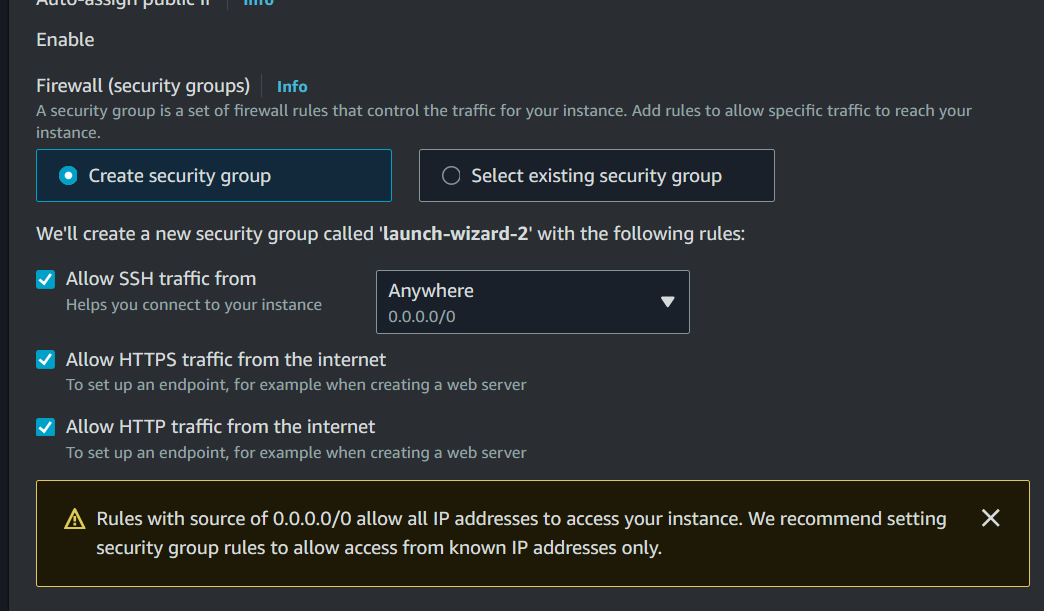 Auto-assign public IP Info
Enable
Firewall (security groups) Info
A security group is a set of firewall rules that control the traffic for your instance. Add rules to allow specific traffic to reach your
instance.
Create security group
Select existing security group
We'll create a new security group called 'launch-wizard-2' with the following rules:
Allow SSH traffic from
Helps you connect to your instance
Anywhere
0.0.0.0/0
Allow HTTPS traffic from the internet
To set up an endpoint, for example when creating a web server
Allow HTTP traffic from the internet
To set up an endpoint, for example when creating a web server
Rules with source of 0.0.0.0/0 allow all IP addresses to access your instance. We recommend setting
security group rules to allow access from known IP addresses only.